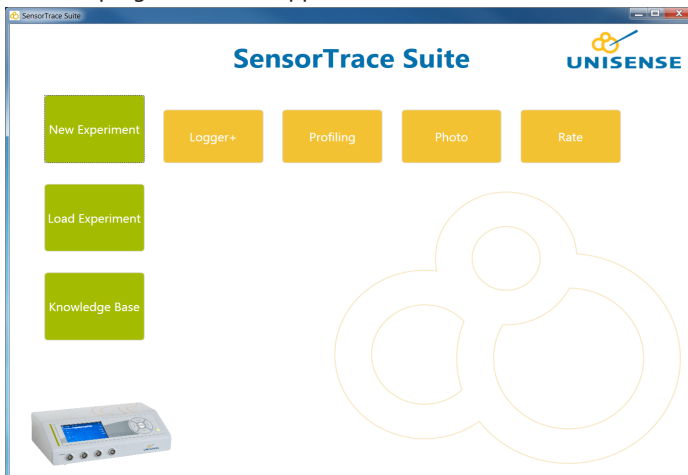 SensorTrace Suite
SensorTrace Suite
UNISENSE
New Experiment
Logger+
Profiling
Photo
Rate
Load Experiment
Knowledge Base